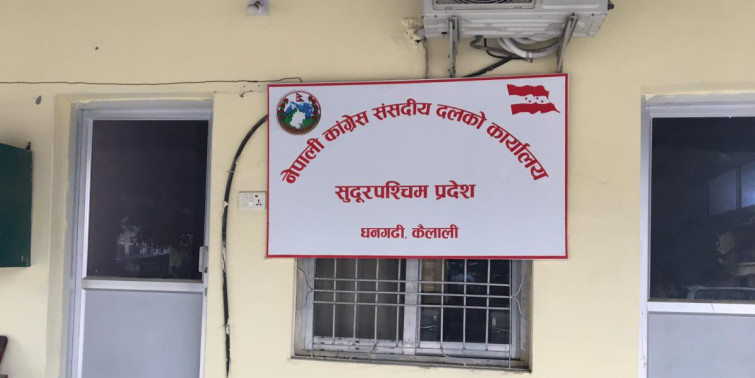 नेपाली कांग्रेस संसदीय दलको कार्यालय
सुदूरपश्चिम प्रदेश
धनगढी, कैलाली